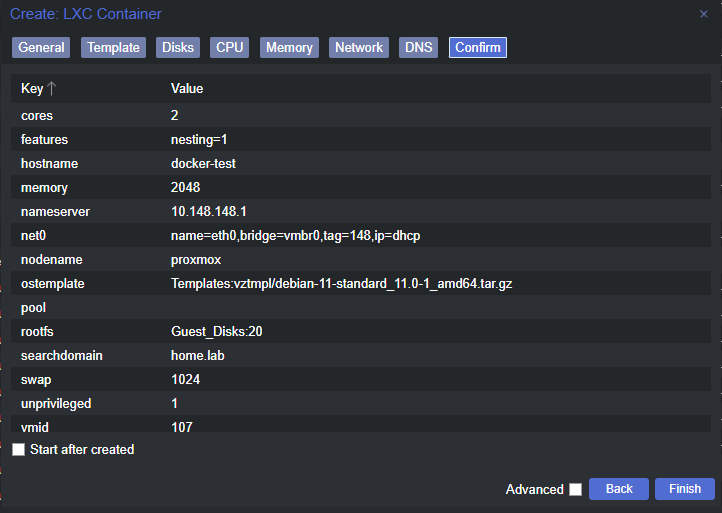 Create: LXC Container
General Template Disks CPU Memory Network DNS Confirm
Key Value
cores 2
features nesting=1
hostname docker-test
memory 2048
nameserver 10.148.148.1
net0 name=eth0,bridge=vmbr0,tag=148,ip=dhcp
nodename proxmox
ostemplate Templates:vztmpl/debian-11-standard_11.0-1_amd64.tar.gz
pool
rootfs Guest_Disks:20
searchdomain home.lab
swap 1024
unprivileged 1
vmid 107
Start after created
Advanced Back Finish